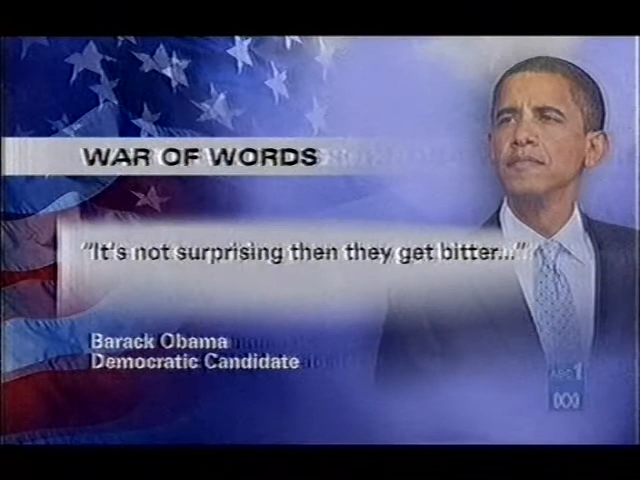 WAR OF WORDS
"It's not surprising then they get bitter..."
Barack Obama
Democratic Candidate
ABC1